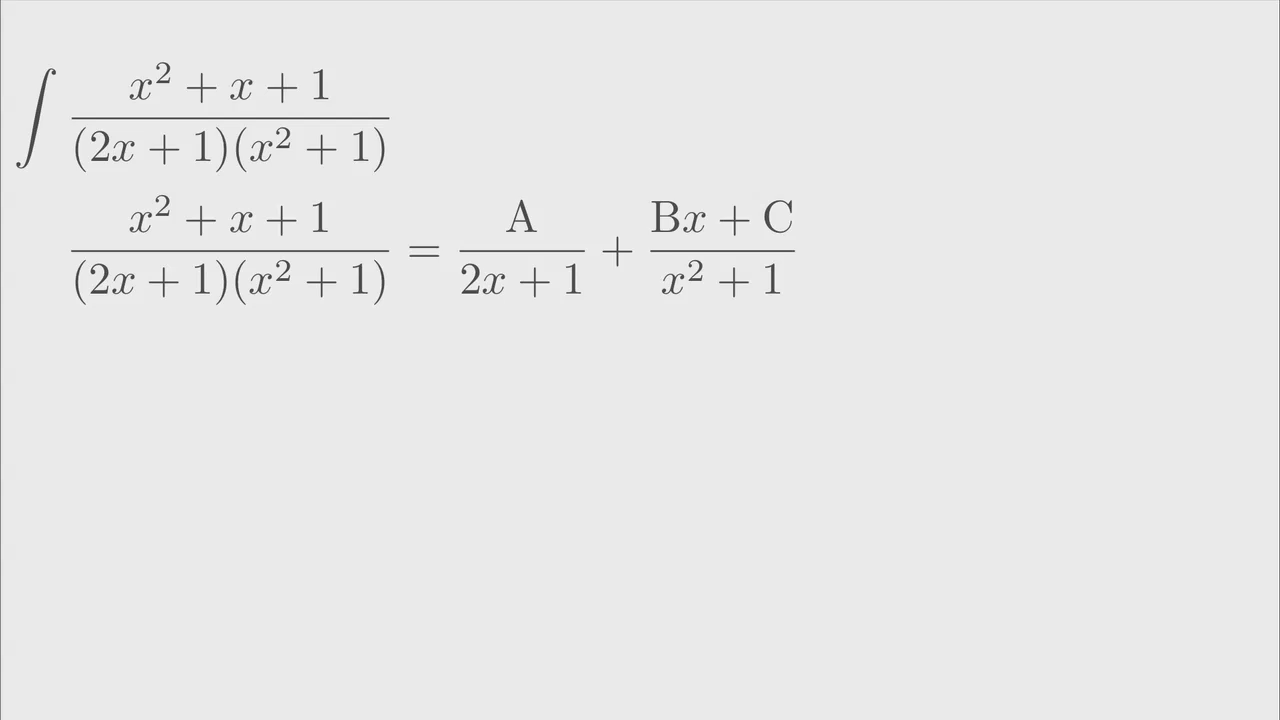 ∫ (x² + x + 1)/((2x + 1)(x² + 1))
(x² + x + 1)/((2x + 1)(x² + 1)) = A/(2x + 1) + (Bx + C)/(x² + 1)